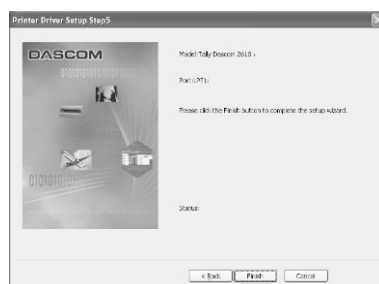 Printer Driver Setup Step5
DASCOM
Model:Tally Dascom 2610 +
Port:LPT1:
Please click the Finish button to complete the setup wizard.
Status:
< Back
Finish
Cancel